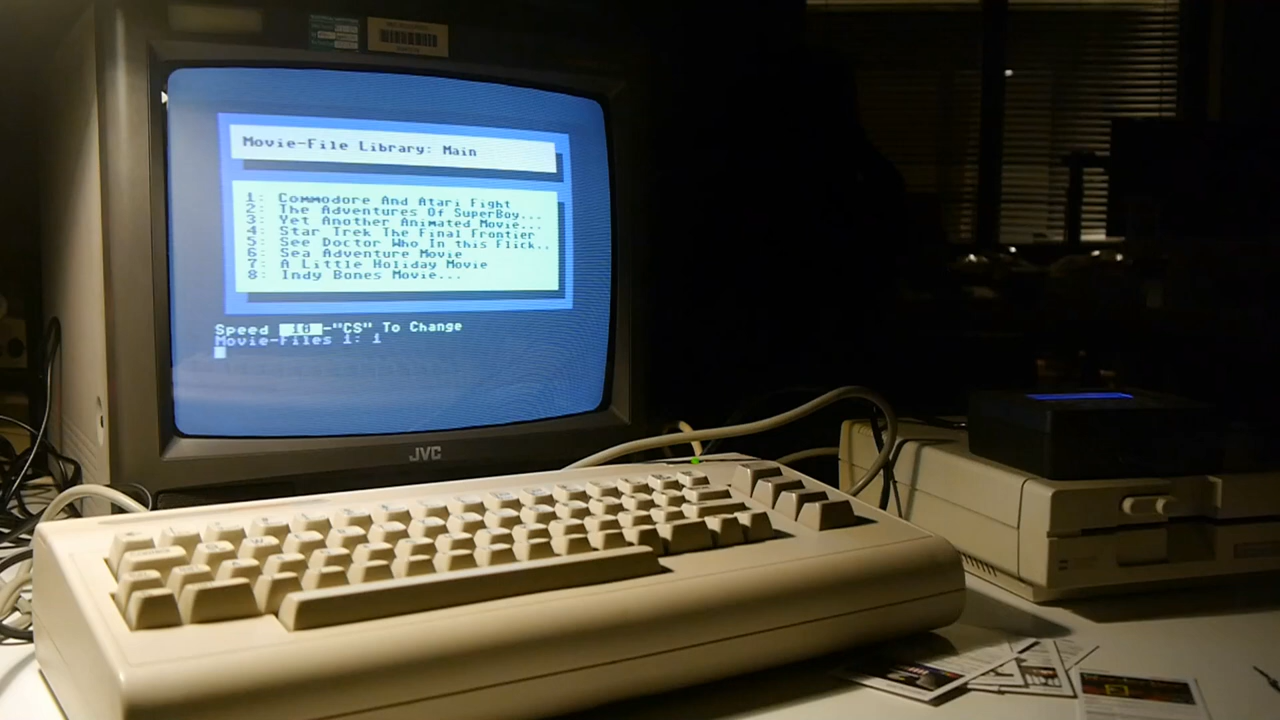 Movie-File Library: Main
1: Commodore And Atari Fight
2: The Adventures Of SuperBoy...
3: Yet Another Animated Movie...
4: Star Trek The Final Frontier
5: See Doctor Who In this Flick..
6: Sea Adventure Movie
7: A Little Holiday Movie
8: Indy Bones Movie...
Speed 10 -"CS" To Change
Movie-Files 1: 1
JVC